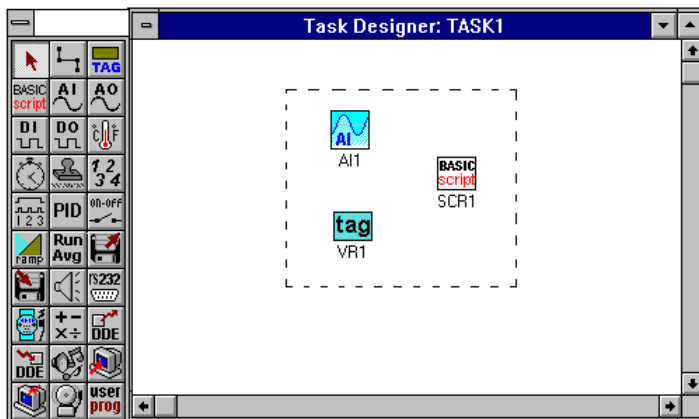 Task Designer: TASK1
TAG
BASIC script AI AO
DI DO °C °F
1 2 3 4
1 2 3 PID on-off
ramp Run Avg
rs232
+ - × ÷ DDE
DDE
user prog
AI
AI1
BASIC script
SCR1
tag
VR1